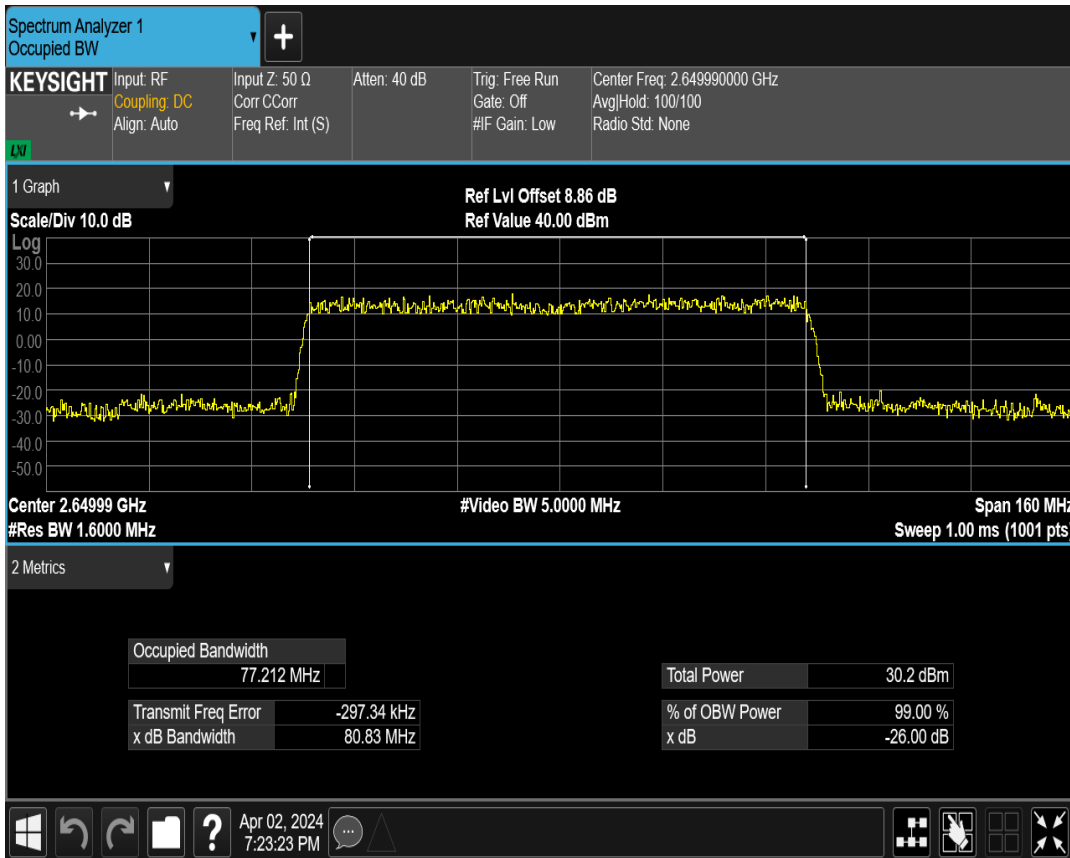 Spectrum Analyzer 1
Occupied BW
+
KEYSIGHT
Input: RF
Coupling: DC
Align: Auto
Input Z: 50 Ω
Corr CCorr
Freq Ref: Int (S)
Atten: 40 dB
Trig: Free Run
Gate: Off
#IF Gain: Low
Center Freq: 2.649990000 GHz
Avg|Hold: 100/100
Radio Std: None
LXI
1 Graph
Ref Lvl Offset 8.86 dB
Scale/Div 10.0 dB
Ref Value 40.00 dBm
Log
30.0
20.0
10.0
0.00
-10.0
-20.0
-30.0
-40.0
-50.0
Center 2.64999 GHz
#Video BW 5.0000 MHz
Span 160 MHz
#Res BW 1.6000 MHz
Sweep 1.00 ms (1001 pts)
2 Metrics
Occupied Bandwidth
77.212 MHz
Total Power 30.2 dBm
Transmit Freq Error -297.34 kHz
% of OBW Power 99.00 %
x dB Bandwidth 80.83 MHz
x dB -26.00 dB
?
Apr 02, 2024
7:23:23 PM